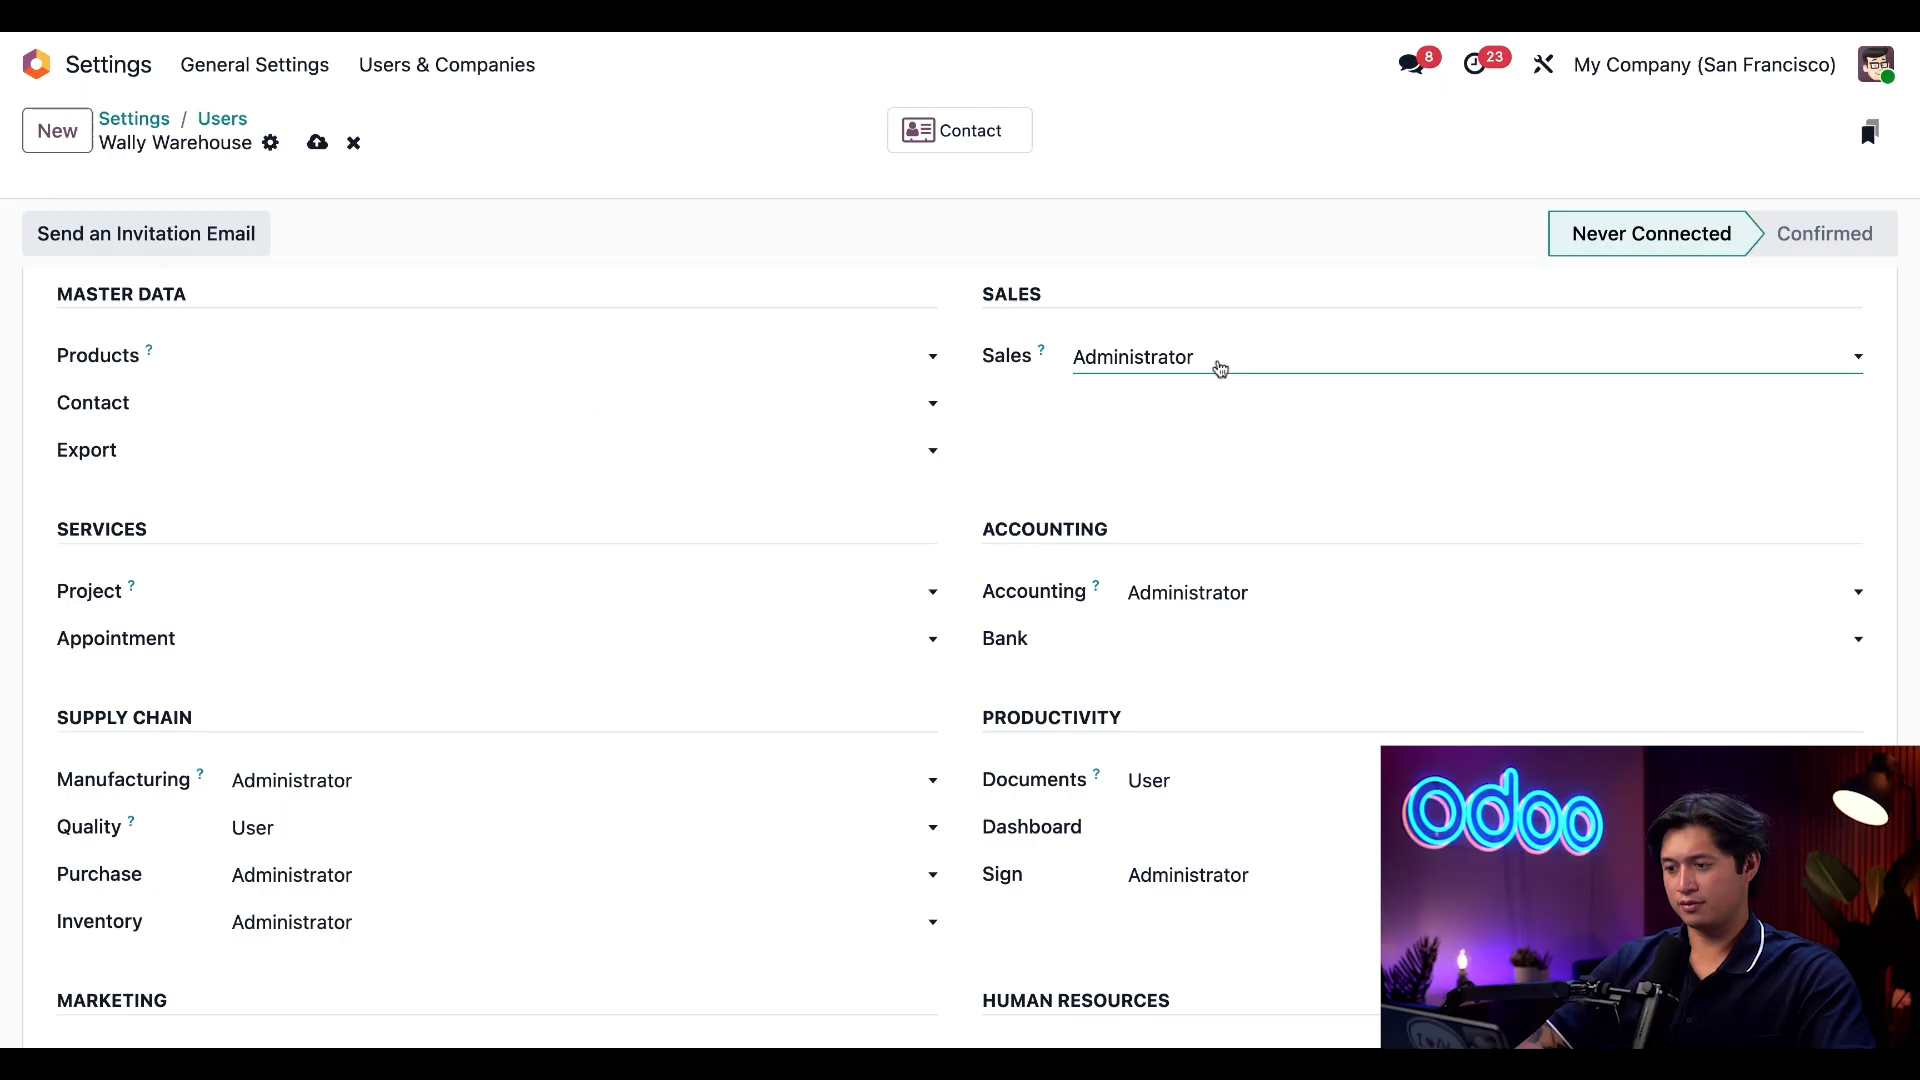 Settings General Settings Users & Companies 8 23 My Company (San Francisco)
New Settings / Users
Wally Warehouse
Contact
Send an Invitation Email
Never Connected Confirmed
MASTER DATA
Products ?
Contact
Export
SALES
Sales ? Administrator
SERVICES
Project ?
Appointment
ACCOUNTING
Accounting ? Administrator
Bank
SUPPLY CHAIN
Manufacturing ? Administrator
Quality ? User
Purchase Administrator
Inventory Administrator
PRODUCTIVITY
Documents ? User
Dashboard
Sign Administrator
MARKETING
HUMAN RESOURCES
odoo